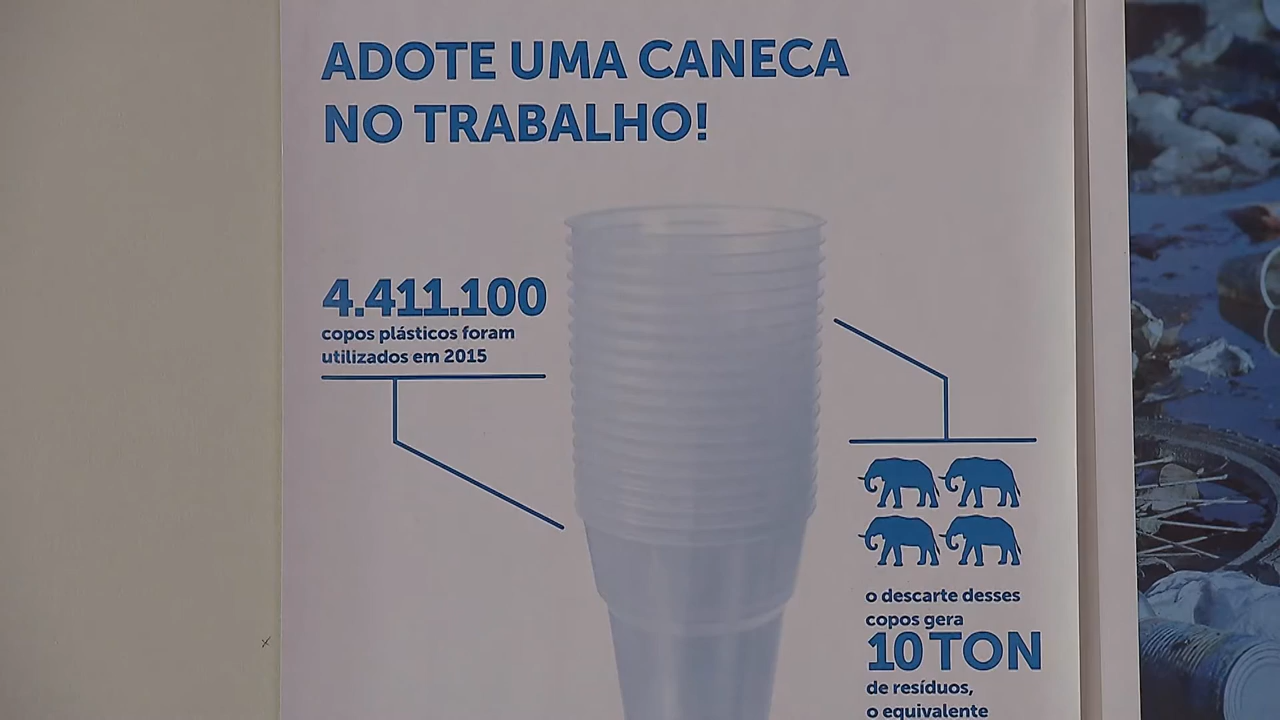 ADOTE UMA CANECA
NO TRABALHO!
4.411.100
copos plásticos foram
utilizados em 2015
o descarte desses
copos gera
10 TON
de resíduos,
o equivalente